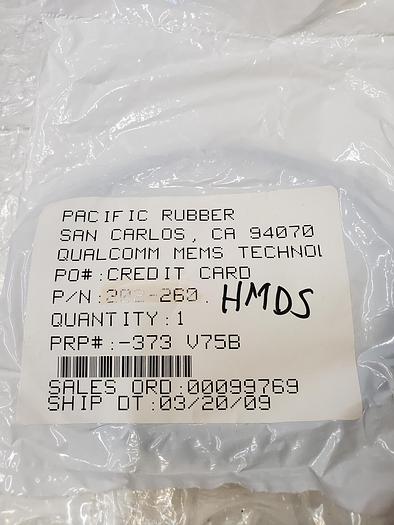 PACIFIC RUBBER
SAN CARLOS, CA 94070
QUALCOMM MEMS TECHNOL
PO#:CREDIT CARD
P/N: 202-260. HMDS
QUANTITY:1
PRP#:-373 V75B
SALES ORD:00099769
SHIP DT:03/20/09